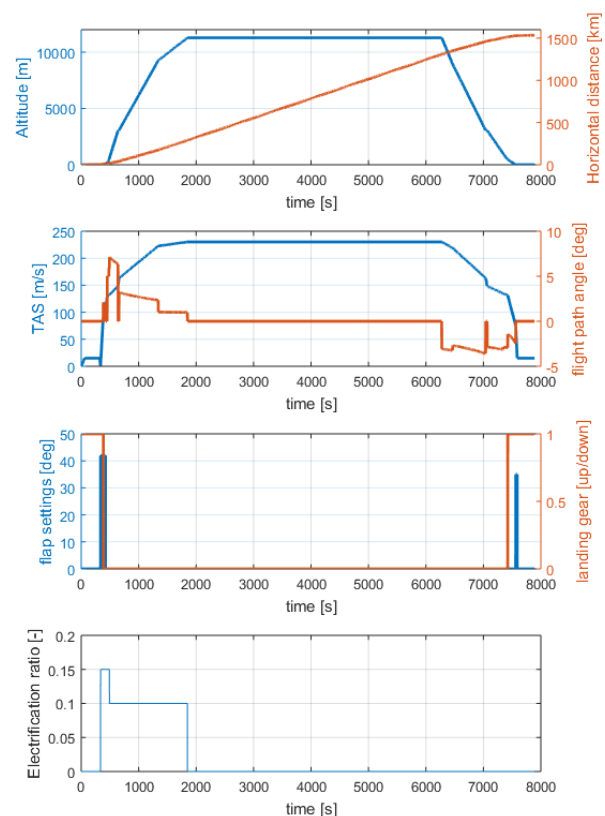 Altitude [m]
10000
5000
0
1500
1000
500
0
Horizontal distance [km]
0 1000 2000 3000 4000 5000 6000 7000 8000
time [s]
TAS [m/s]
250
200
150
100
50
0
10
5
0
-5
flight path angle [deg]
0 1000 2000 3000 4000 5000 6000 7000 8000
time [s]
flap settings [deg]
50
40
30
20
10
0
1
0.5
0
landing gear [up/down]
0 1000 2000 3000 4000 5000 6000 7000 8000
time [s]
Electrification ratio [-]
0.2
0.15
0.1
0.05
0
0 1000 2000 3000 4000 5000 6000 7000 8000
time [s]